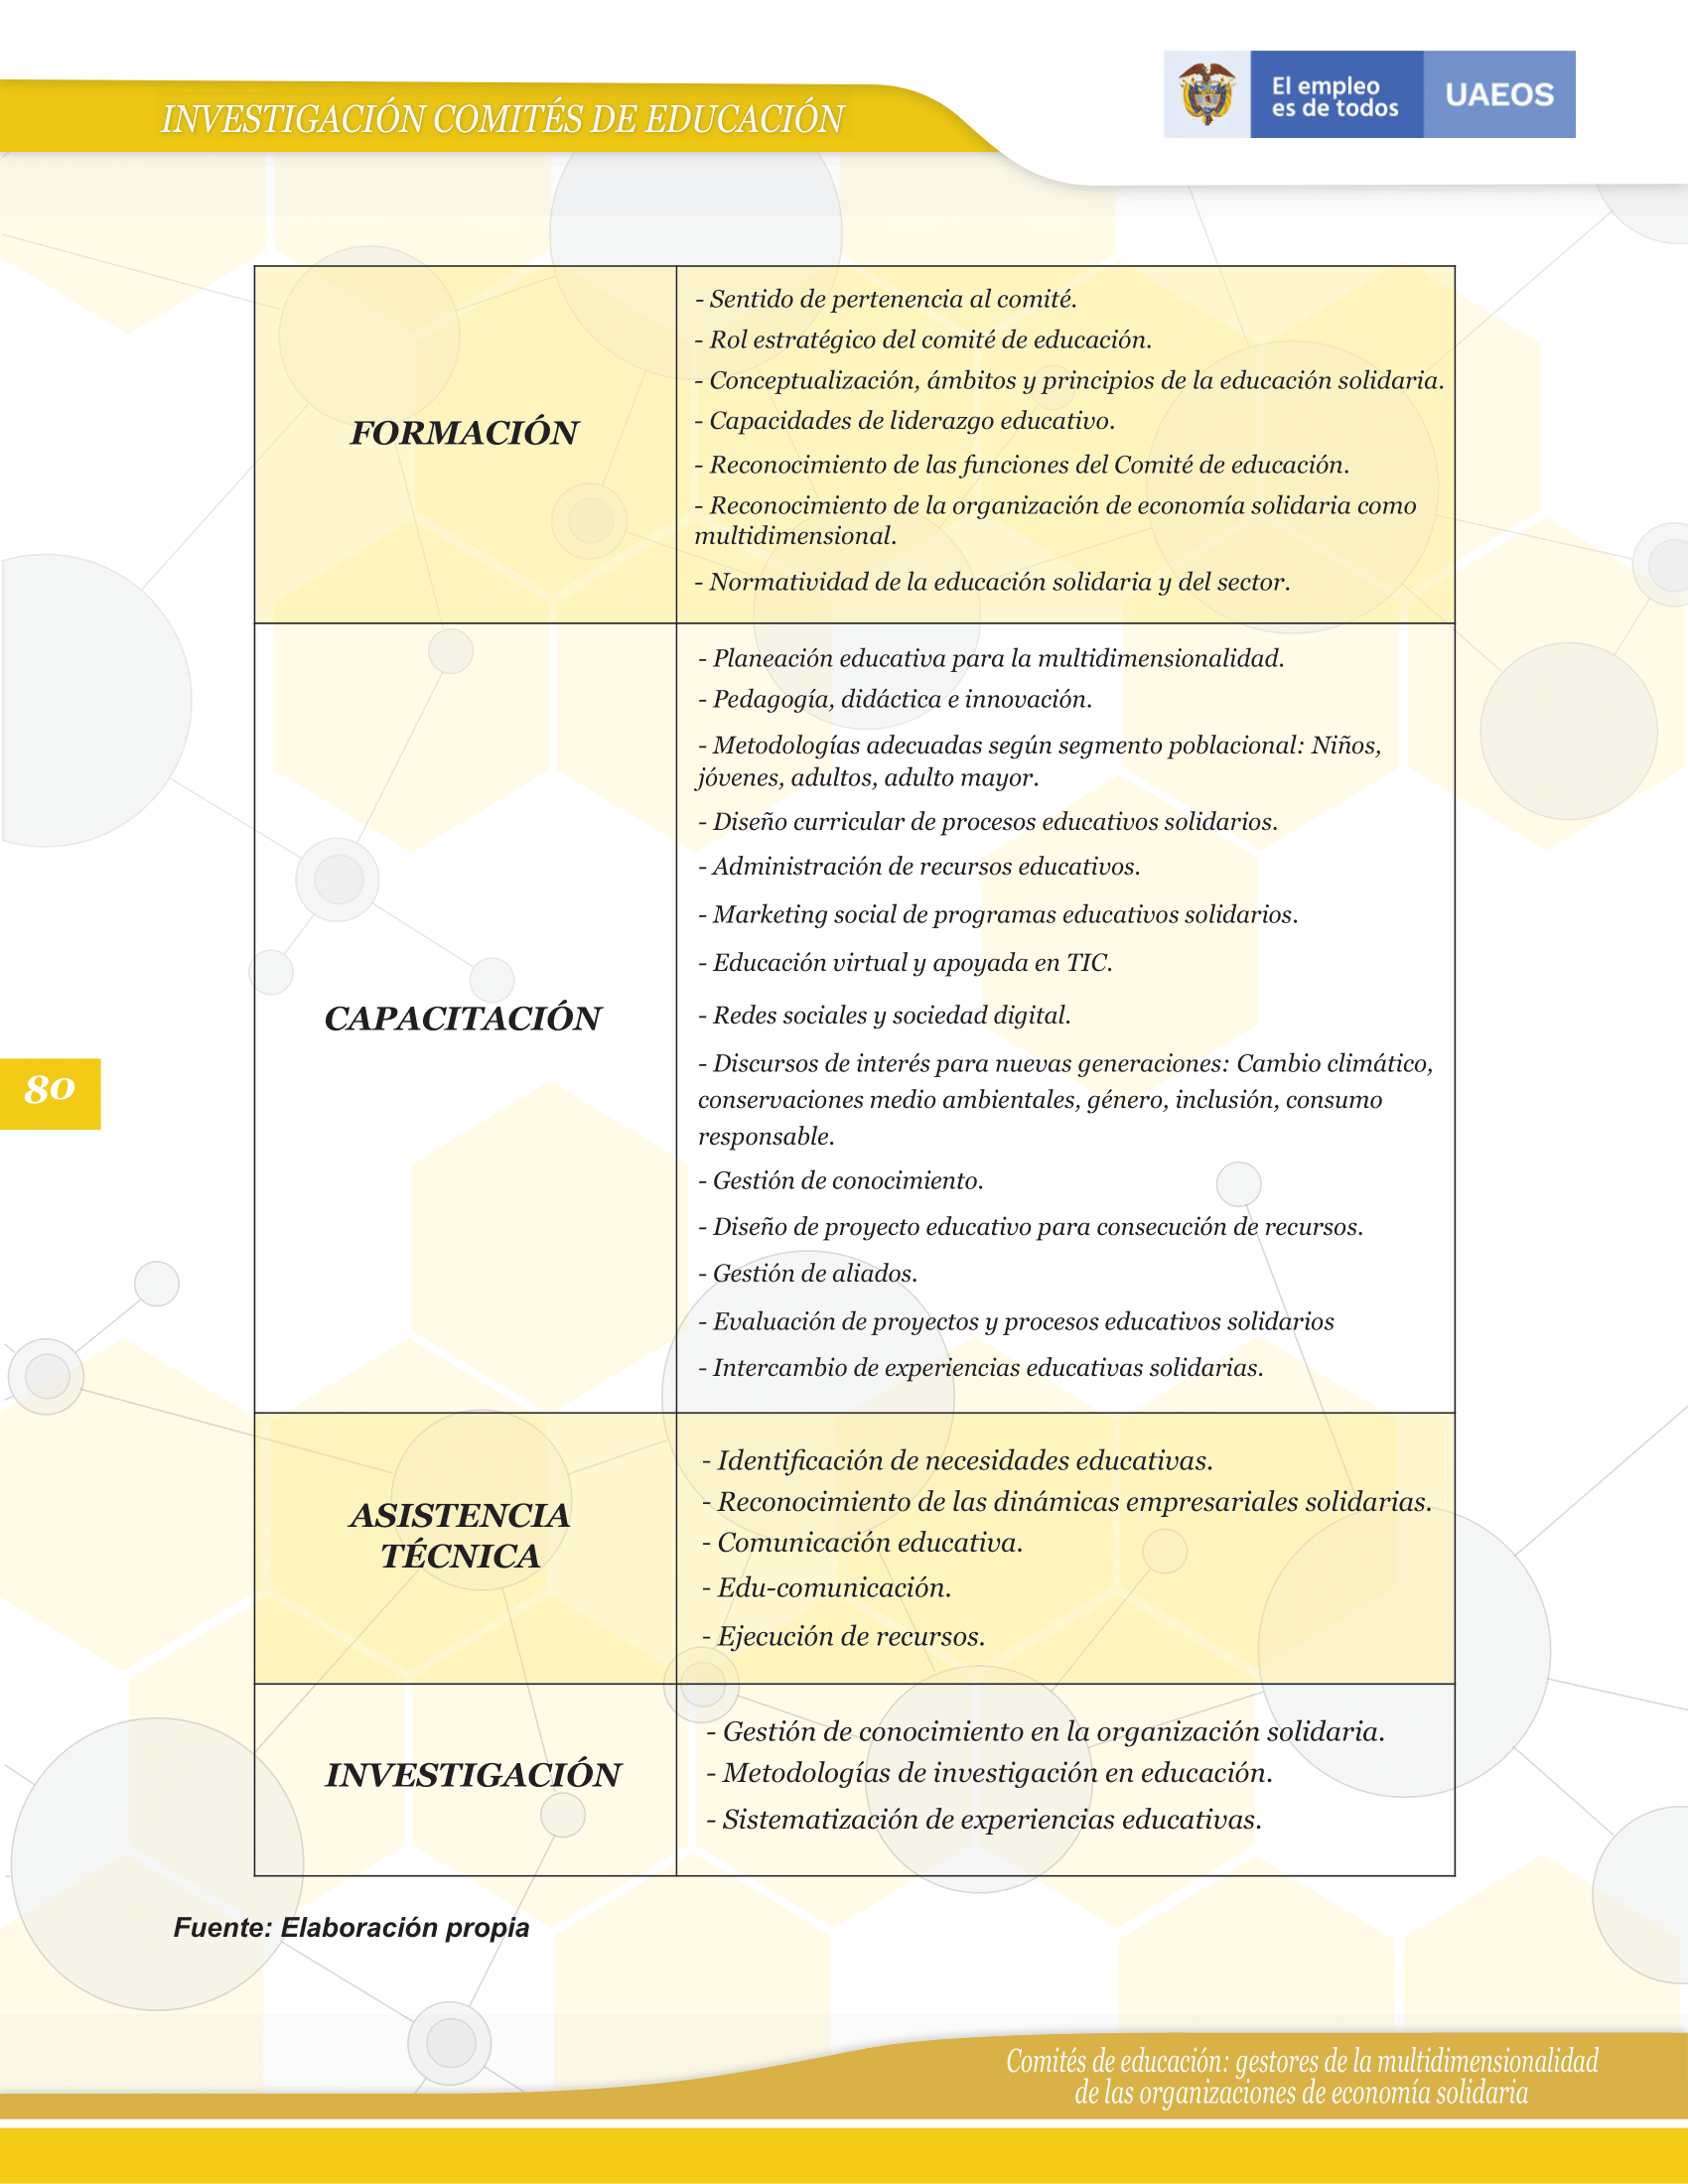 INVESTIGACIÓN COMITÉS DE EDUCACIÓN
El empleo
es de todos
UAEOS
FORMACIÓN
- Sentido de pertenencia al comité.
- Rol estratégico del comité de educación.
- Conceptualización, ámbitos y principios de la educación solidaria.
- Capacidades de liderazgo educativo.
- Reconocimiento de las funciones del Comité de educación.
- Reconocimiento de la organización de economía solidaria como
multidimensional.
- Normatividad de la educación solidaria y del sector.
CAPACITACIÓN
- Planeación educativa para la multidimensionalidad.
- Pedagogía, didáctica e innovación.
- Metodologías adecuadas según segmento poblacional: Niños,
jóvenes, adultos, adulto mayor.
- Diseño curricular de procesos educativos solidarios.
- Administración de recursos educativos.
- Marketing social de programas educativos solidarios.
- Educación virtual y apoyada en TIC.
- Redes sociales y sociedad digital.
- Discursos de interés para nuevas generaciones: Cambio climático,
conservaciones medio ambientales, género, inclusión, consumo
responsable.
- Gestión de conocimiento.
- Diseño de proyecto educativo para consecución de recursos.
- Gestión de aliados.
- Evaluación de proyectos y procesos educativos solidarios
- Intercambio de experiencias educativas solidarias.
80
ASISTENCIA
TÉCNICA
- Identificación de necesidades educativas.
- Reconocimiento de las dinámicas empresariales solidarias.
- Comunicación educativa.
- Edu-comunicación.
- Ejecución de recursos.
INVESTIGACIÓN
- Gestión de conocimiento en la organización solidaria.
- Metodologías de investigación en educación.
- Sistematización de experiencias educativas.
Fuente: Elaboración propia
Comités de educación: gestores de la multidimensionalidad
de las organizaciones de economía solidaria